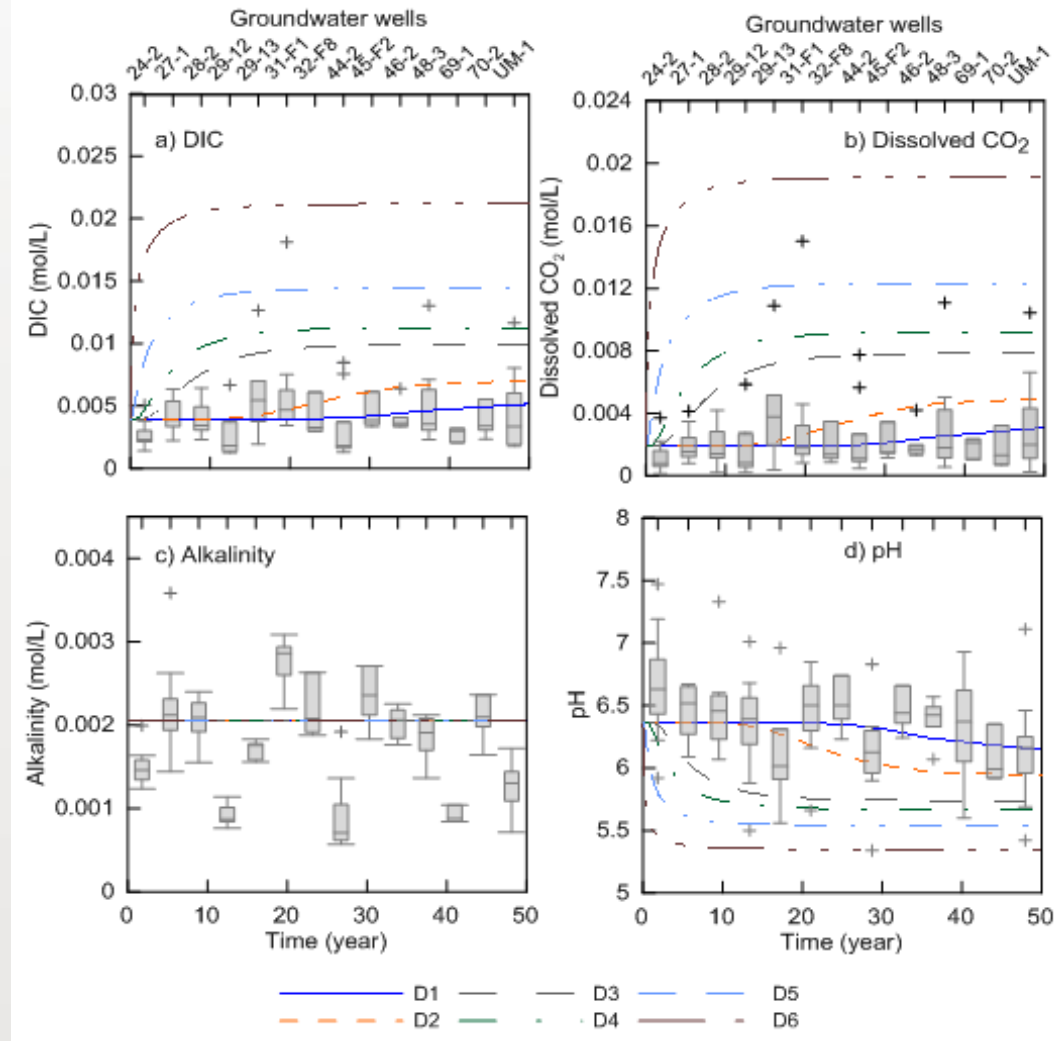 Groundwater wells
24-2 27-1 28-2 29-12 29-13 31-F1 32-F8 44-2 45-F2 46-2 48-3 69-1 70-2 UM-1
0.03
0.025
0.02
0.015
0.01
0.005
0
DIC (mol/L)
a) DIC
Groundwater wells
24-2 27-1 28-2 29-12 29-13 31-F1 32-F8 44-2 45-F2 46-2 48-3 69-1 70-2 UM-1
0.024
0.02
0.016
0.012
0.008
0.004
0
Dissolved CO2 (mol/L)
b) Dissolved CO2
0.004
0.003
0.002
0.001
0
Alkalinity (mol/L)
c) Alkalinity
0 10 20 30 40 50
Time (year)
8
7.5
7
6.5
6
5.5
5
pH
d) pH
0 10 20 30 40 50
Time (year)
D1 D3 D5
D2 D4 D6